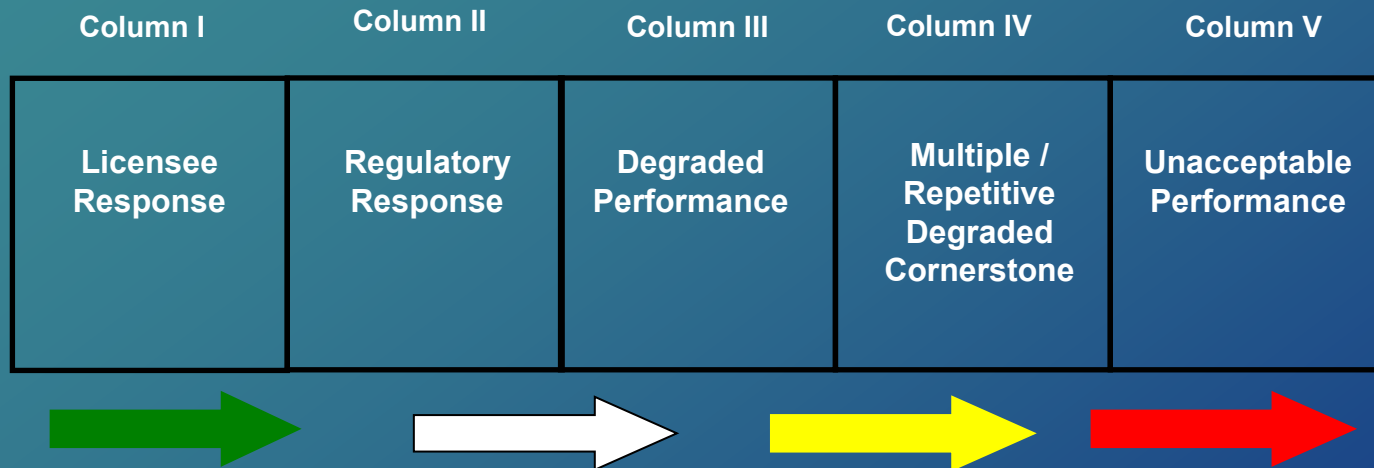 Column I
Column II
Column III
Column IV
Column V
Licensee
Response
Regulatory
Response
Degraded
Performance
Multiple /
Repetitive
Degraded
Cornerstone
Unacceptable
Performance